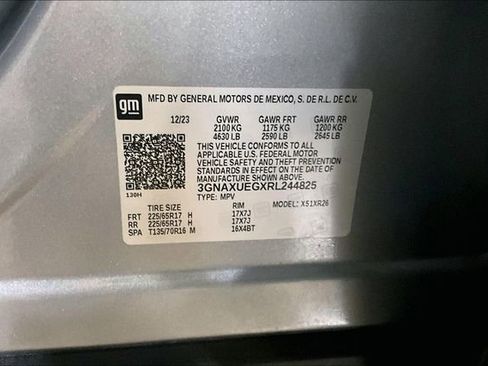 gm
MFD BY GENERAL MOTORS DE MEXICO, S. DE R.L. DE C.V.
12/23 GVWR GAWR FRT GAWR RR
2100 KG 1175 KG 1200 KG
4630 LB 2590 LB 2645 LB
THIS VEHICLE CONFORMS TO ALL
APPLICABLE U.S. FEDERAL MOTOR
VEHICLE SAFETY AND THEFT PREVENTION
STANDARDS IN EFFECT ON THE DATE OF
MANUFACTURE SHOWN ABOVE.
3GNAXUEGXRL244825
130H TYPE: MPV MODEL: X51XR26
TIRE SIZE RIM
FRT 225/65R17 H 17X7J
RR 225/65R17 H 17X7J
SP T135/70R16 M 16X4BT